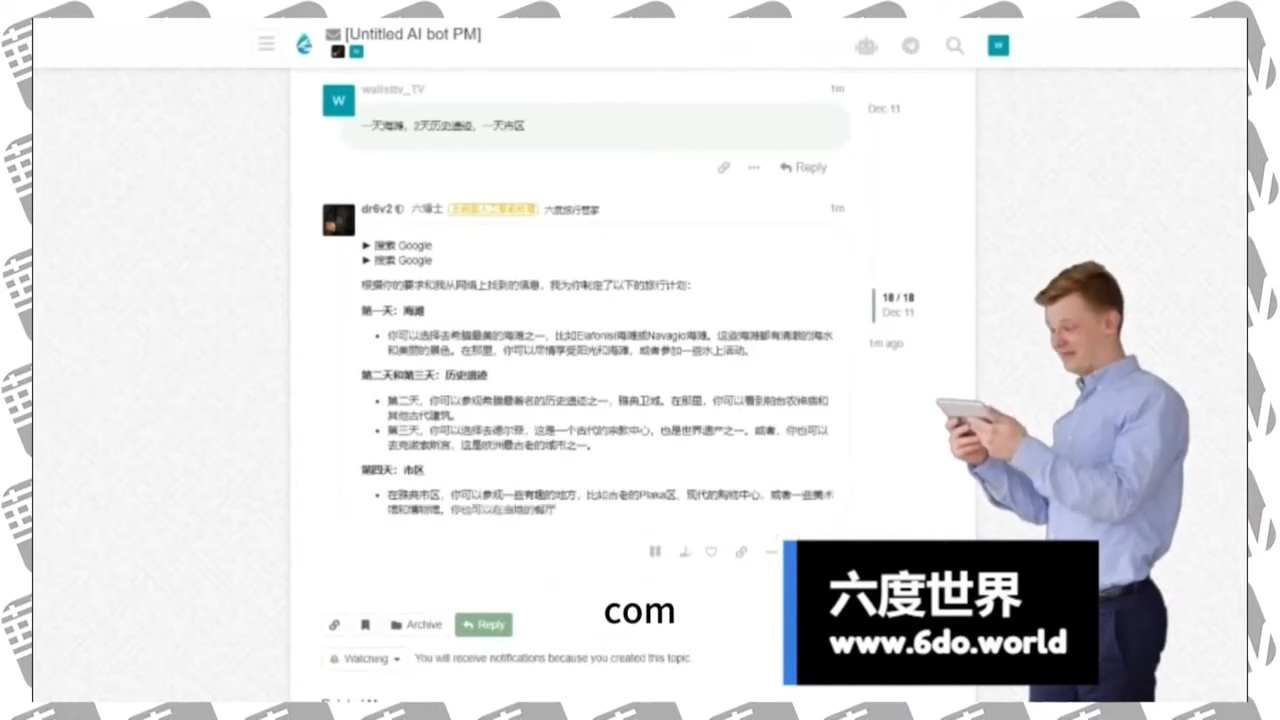 [Untitled AI bot PM]
W
W
wallsttv_TV
1m
Dec 11
一天海滩，2天历史遗迹，一天市区
Reply
dr6v2 六博士 六度旅行管家
1m
▶ 搜索 Google
▶ 搜索 Google
根据你的要求和我从网络上找到的信息，我为你制定了以下的旅行计划：
第一天：海滩
• 你可以选择去希腊最美的海滩之一，比如Elafonisi海滩或Navagio海滩。这些海滩都有清澈的海水
和美丽的景色。在那里，你可以尽情享受阳光和海滩，或者参加一些水上活动。
第二天和第三天：历史遗迹
• 第二天，你可以参观希腊最著名的历史遗迹之一，雅典卫城。在那里，你可以看到帕台农神庙和
其他古代建筑。
• 第三天，你可以选择去德尔菲，这是一个古代的宗教中心，也是世界遗产之一。或者，你也可以
去克诺索斯宫，这是欧洲最古老的城市之一。
第四天：市区
• 在雅典市区，你可以参观一些有趣的地方，比如古老的Plaka区，现代的购物中心，或者一些美术
馆和博物馆。你也可以在当地的餐厅
18 / 18
Dec 11
1m ago
Archive
Reply
Watching
You will receive notifications because you created this topic.
com
六度世界
www.6do.world